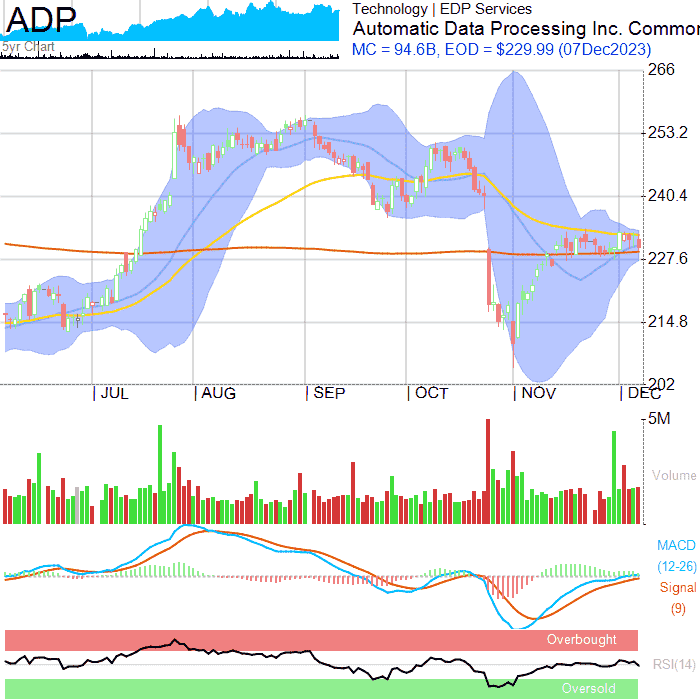 ADP
5yr Chart
Technology | EDP Services
Automatic Data Processing Inc. Common
MC = 94.6B, EOD = $229.99 (07Dec2023)
266
253.2
240.4
227.6
214.8
202
JUL AUG SEP OCT NOV DEC
5M
Volume
MACD
(12-26)
Signal
(9)
Overbought
RSI(14)
Oversold